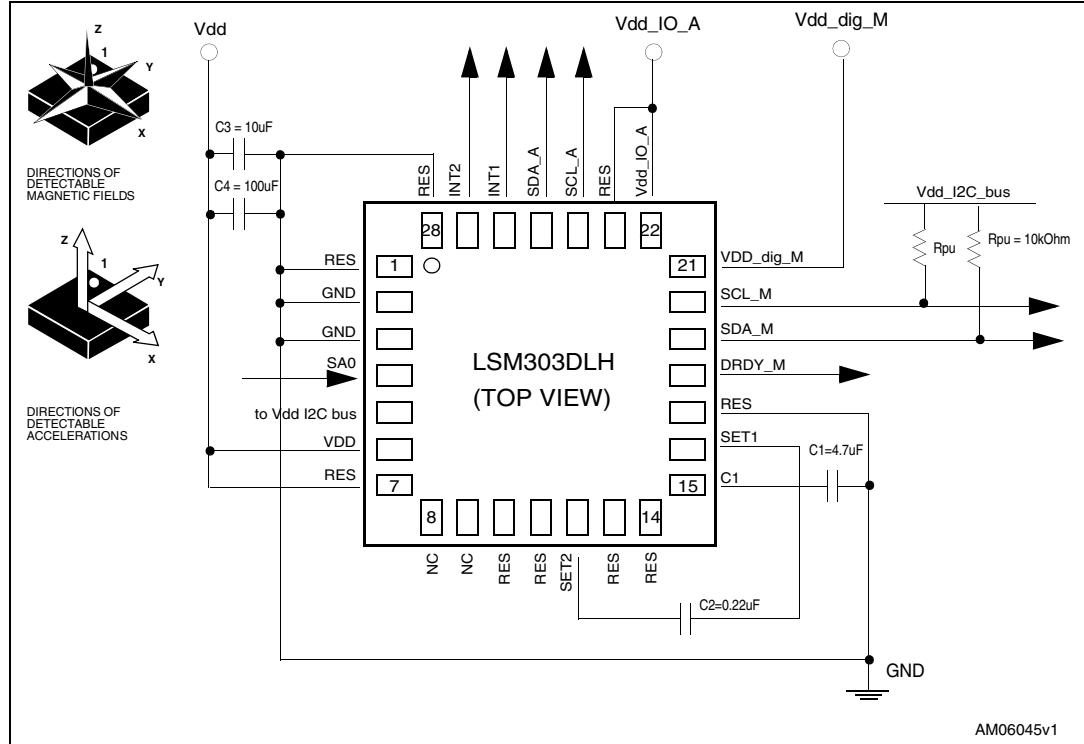 Z
1
Y
X
DIRECTIONS OF
DETECTABLE
MAGNETIC FIELDS
Z
1
Y
X
DIRECTIONS OF
DETECTABLE
ACCELERATIONS
Vdd
Vdd_IO_A
Vdd_dig_M
C3 = 10uF
C4 = 100uF
RES
INT2
INT1
SDA_A
SCL_A
RES
Vdd_IO_A
28
22
Vdd_I2C_bus
Rpu
Rpu = 10kOhm
RES
1
GND
GND
SA0
to Vdd I2C bus
VDD
RES
7
LSM303DLH
(TOP VIEW)
21
VDD_dig_M
SCL_M
SDA_M
DRDY_M
RES
SET1
C1
15
C1=4.7uF
8
14
NC
NC
RES
RES
SET2
RES
RES
C2=0.22uF
GND
AM06045v1